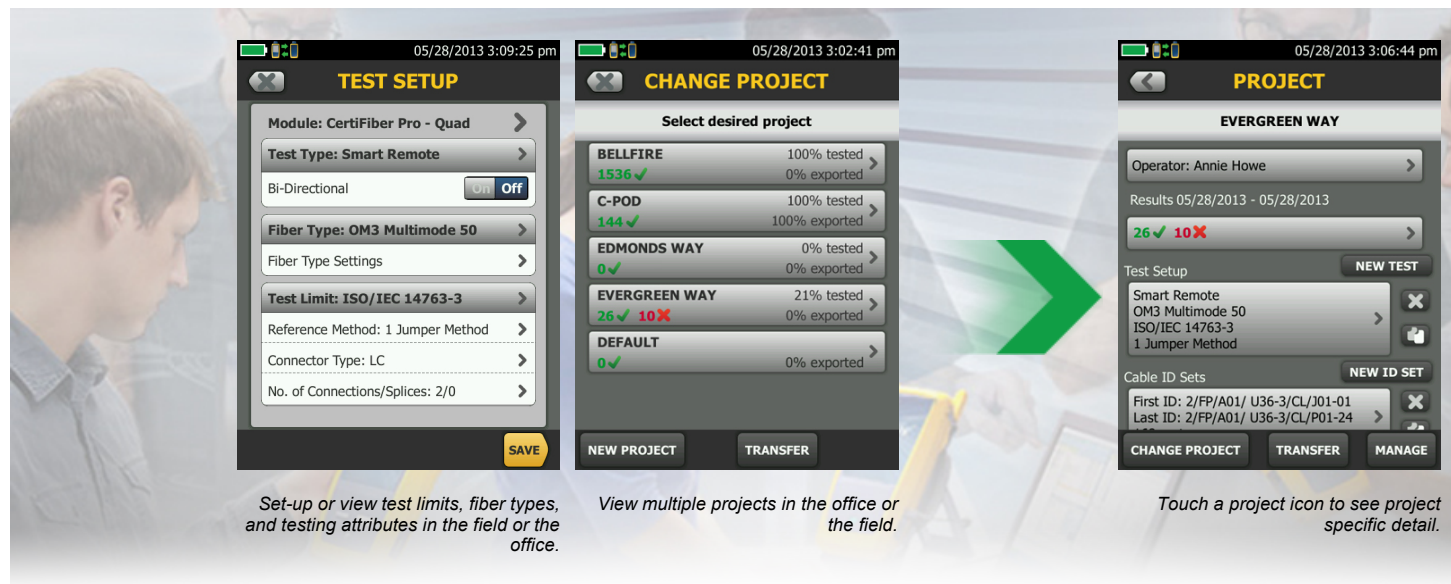 05/28/2013 3:09:25 pm
TEST SETUP
Module: CertiFiber Pro - Quad
Test Type: Smart Remote
Bi-Directional On Off
Fiber Type: OM3 Multimode 50
Fiber Type Settings
Test Limit: ISO/IEC 14763-3
Reference Method: 1 Jumper Method
Connector Type: LC
No. of Connections/Splices: 2/0
SAVE
Set-up or view test limits, fiber types,
and testing attributes in the field or the
office.
05/28/2013 3:02:41 pm
CHANGE PROJECT
Select desired project
BELLFIRE 100% tested
1536 ✓ 0% exported
C-POD 100% tested
144 ✓ 100% exported
EDMONDS WAY 0% tested
0 ✓ 0% exported
EVERGREEN WAY 21% tested
26 ✓ 10 ✗ 0% exported
DEFAULT
0 ✓ 0% exported
NEW PROJECT TRANSFER
View multiple projects in the office or
the field.
05/28/2013 3:06:44 pm
PROJECT
EVERGREEN WAY
Operator: Annie Howe
Results 05/28/2013 - 05/28/2013
26 ✓ 10 ✗
Test Setup NEW TEST
Smart Remote
OM3 Multimode 50
ISO/IEC 14763-3
1 Jumper Method
Cable ID Sets NEW ID SET
First ID: 2/FP/A01/ U36-3/CL/J01-01
Last ID: 2/FP/A01/ U36-3/CL/P01-24
CHANGE PROJECT TRANSFER MANAGE
Touch a project icon to see project
specific detail.